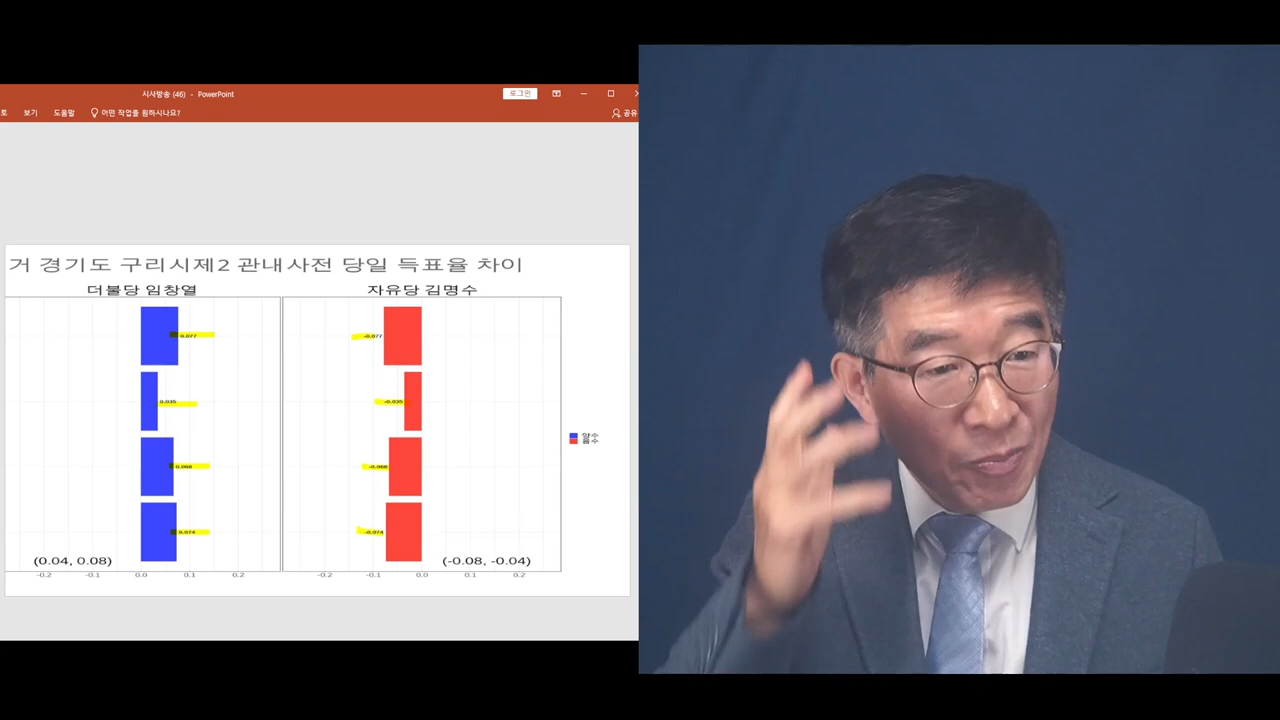 시사방송 (46) - PowerPoint
로그인
토 보기 도움말 어떤 작업을 원하시나요? 공유
거 경기도 구리시제2 관내사전 당일 득표율 차이
더불당 임창열 자유당 김명수
0.077 -0.077
0.035 -0.035
양수
음수
0.068 -0.068
0.074 -0.074
(0.04, 0.08) (-0.08, -0.04)
-0.2 -0.1 0.0 0.1 0.2 -0.2 -0.1 0.0 0.1 0.2